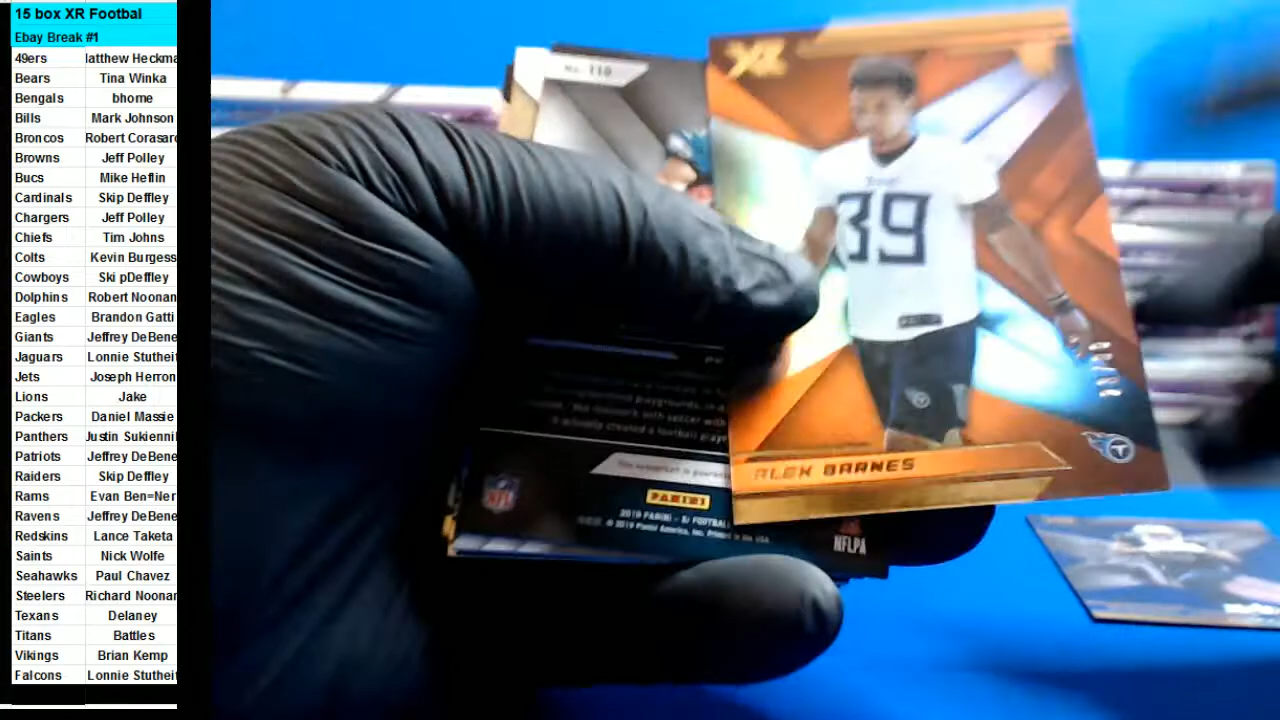 15 box XR Footbal
Ebay Break #1
49ers latthew Heckma
Bears Tina Winka
Bengals bhome
Bills Mark Johnson
Broncos Robert Corasaro
Browns Jeff Polley
Bucs Mike Heflin
Cardinals Skip Deffley
Chargers Jeff Polley
Chiefs Tim Johns
Colts Kevin Burgess
Cowboys Ski pDeffley
Dolphins Robert Noonan
Eagles Brandon Gatti
Giants Jeffrey DeBene
Jaguars Lonnie Stutheit
Jets Joseph Herron
Lions Jake
Packers Daniel Massie
Panthers Justin Sukienni
Patriots Jeffrey DeBene
Raiders Skip Deffley
Rams Evan Ben=Ner
Ravens Jeffrey DeBene
Redskins Lance Taketa
Saints Nick Wolfe
Seahawks Paul Chavez
Steelers Richard Noonan
Texans Delaney
Titans Battles
Vikings Brian Kemp
Falcons Lonnie Stutheit
No. 110
XR
39
ALEX BARNES
NFL
PANINI
2019 PANINI - XR FOOTBALL
© 2019 Panini America, Inc. Printed in the USA.
NFLPA